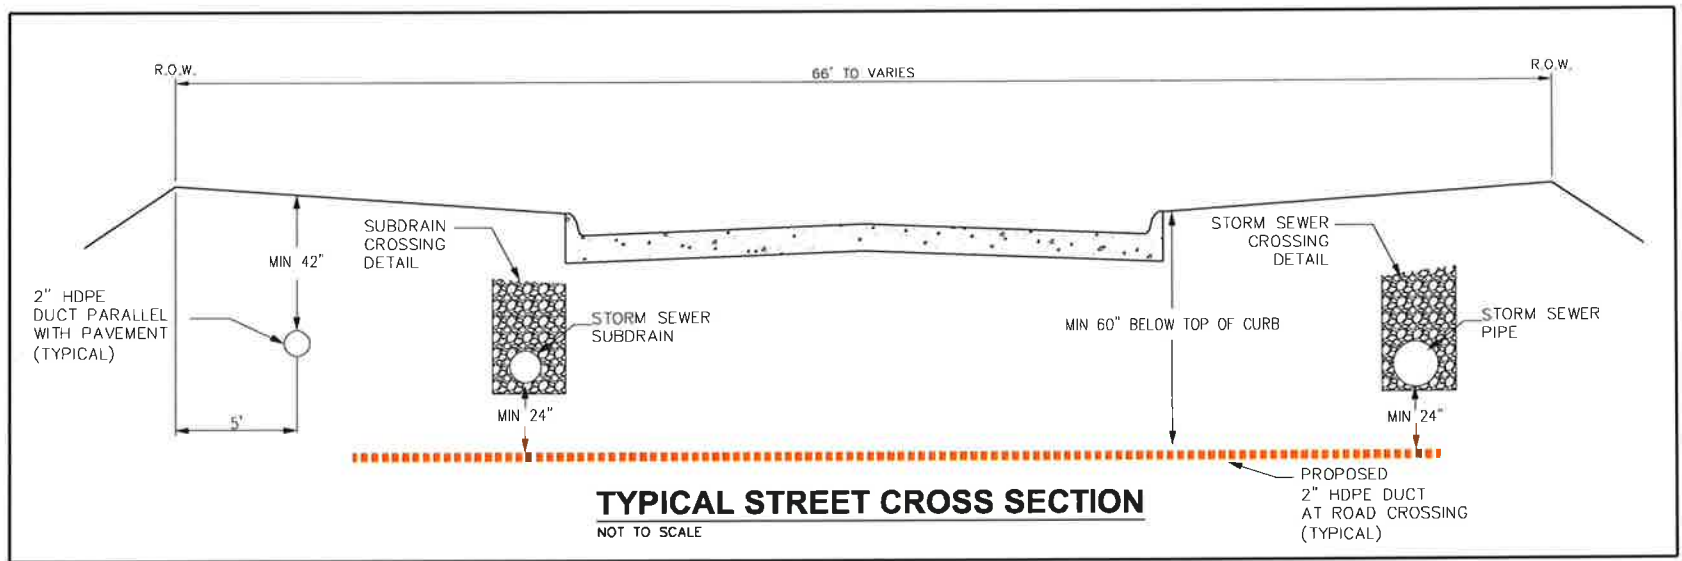 R.O.W.
66' TO VARIES
R.O.W.
SUBDRAIN
CROSSING
DETAIL
STORM SEWER
CROSSING
DETAIL
MIN 42"
2" HDPE
DUCT PARALLEL
WITH PAVEMENT
(TYPICAL)
STORM SEWER
SUBDRAIN
MIN 60" BELOW TOP OF CURB
STORM SEWER
PIPE
5'
MIN 24"
MIN 24"
PROPOSED
2" HDPE DUCT
AT ROAD CROSSING
(TYPICAL)
TYPICAL STREET CROSS SECTION
NOT TO SCALE